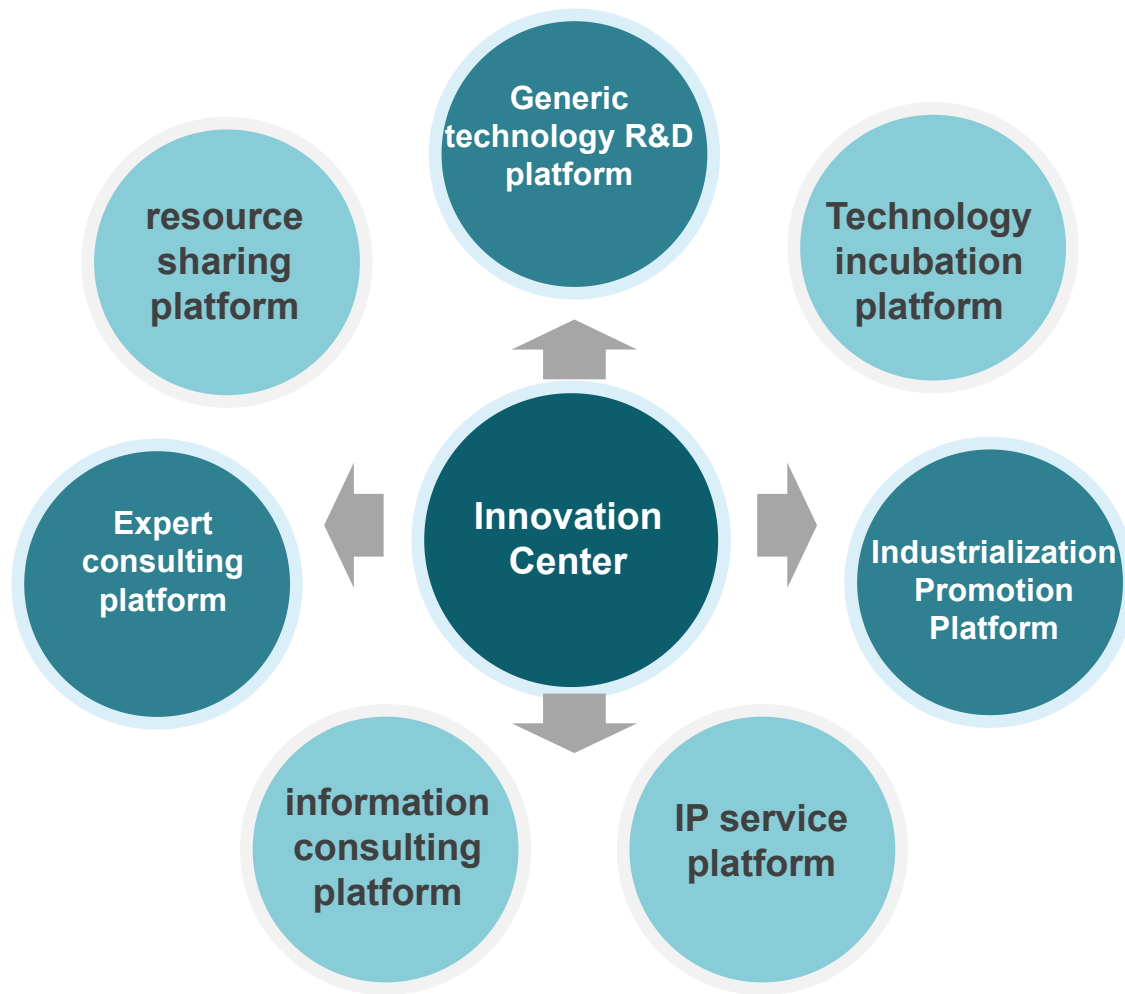 Generic
technology R&D
platform
resource
sharing
platform
Technology
incubation
platform
Innovation
Center
Expert
consulting
platform
Industrialization
Promotion
Platform
information
consulting
platform
IP service
platform